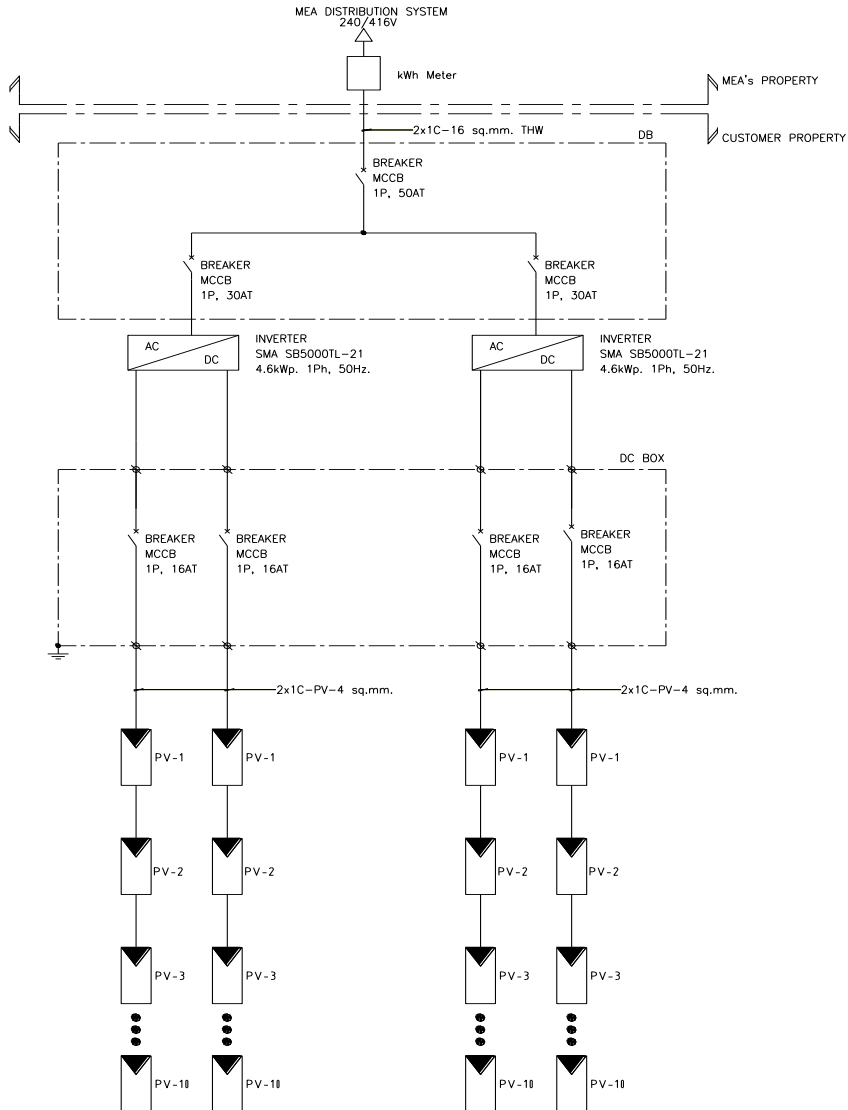 MEA DISTRIBUTION SYSTEM
240/416V
kWh Meter
MEA's PROPERTY
2x1C-16 sq.mm. THW
DB
CUSTOMER PROPERTY
BREAKER
MCCB
1P, 50AT
BREAKER
MCCB
1P, 30AT
BREAKER
MCCB
1P, 30AT
AC
DC
INVERTER
SMA SB5000TL-21
4.6kWp. 1Ph, 50Hz.
AC
DC
INVERTER
SMA SB5000TL-21
4.6kWp. 1Ph, 50Hz.
DC BOX
BREAKER
MCCB
1P, 16AT
BREAKER
MCCB
1P, 16AT
BREAKER
MCCB
1P, 16AT
BREAKER
MCCB
1P, 16AT
2x1C-PV-4 sq.mm.
2x1C-PV-4 sq.mm.
PV-1
PV-1
PV-1
PV-1
PV-2
PV-2
PV-2
PV-2
PV-3
PV-3
PV-3
PV-3
PV-10
PV-10
PV-10
PV-10